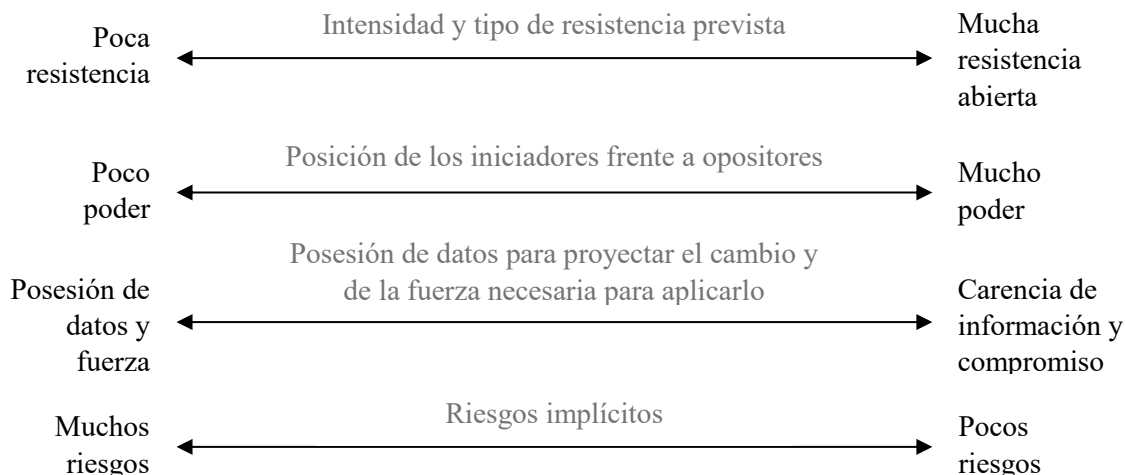 Intensidad y tipo de resistencia prevista
Poca
resistencia
Mucha
resistencia
abierta
Posición de los iniciadores frente a opositores
Poco
poder
Mucho
poder
Posesión de datos para proyectar el cambio y
de la fuerza necesaria para aplicarlo
Posesión de
datos y
fuerza
Carencia de
información y
compromiso
Riesgos implícitos
Muchos
riesgos
Pocos
riesgos